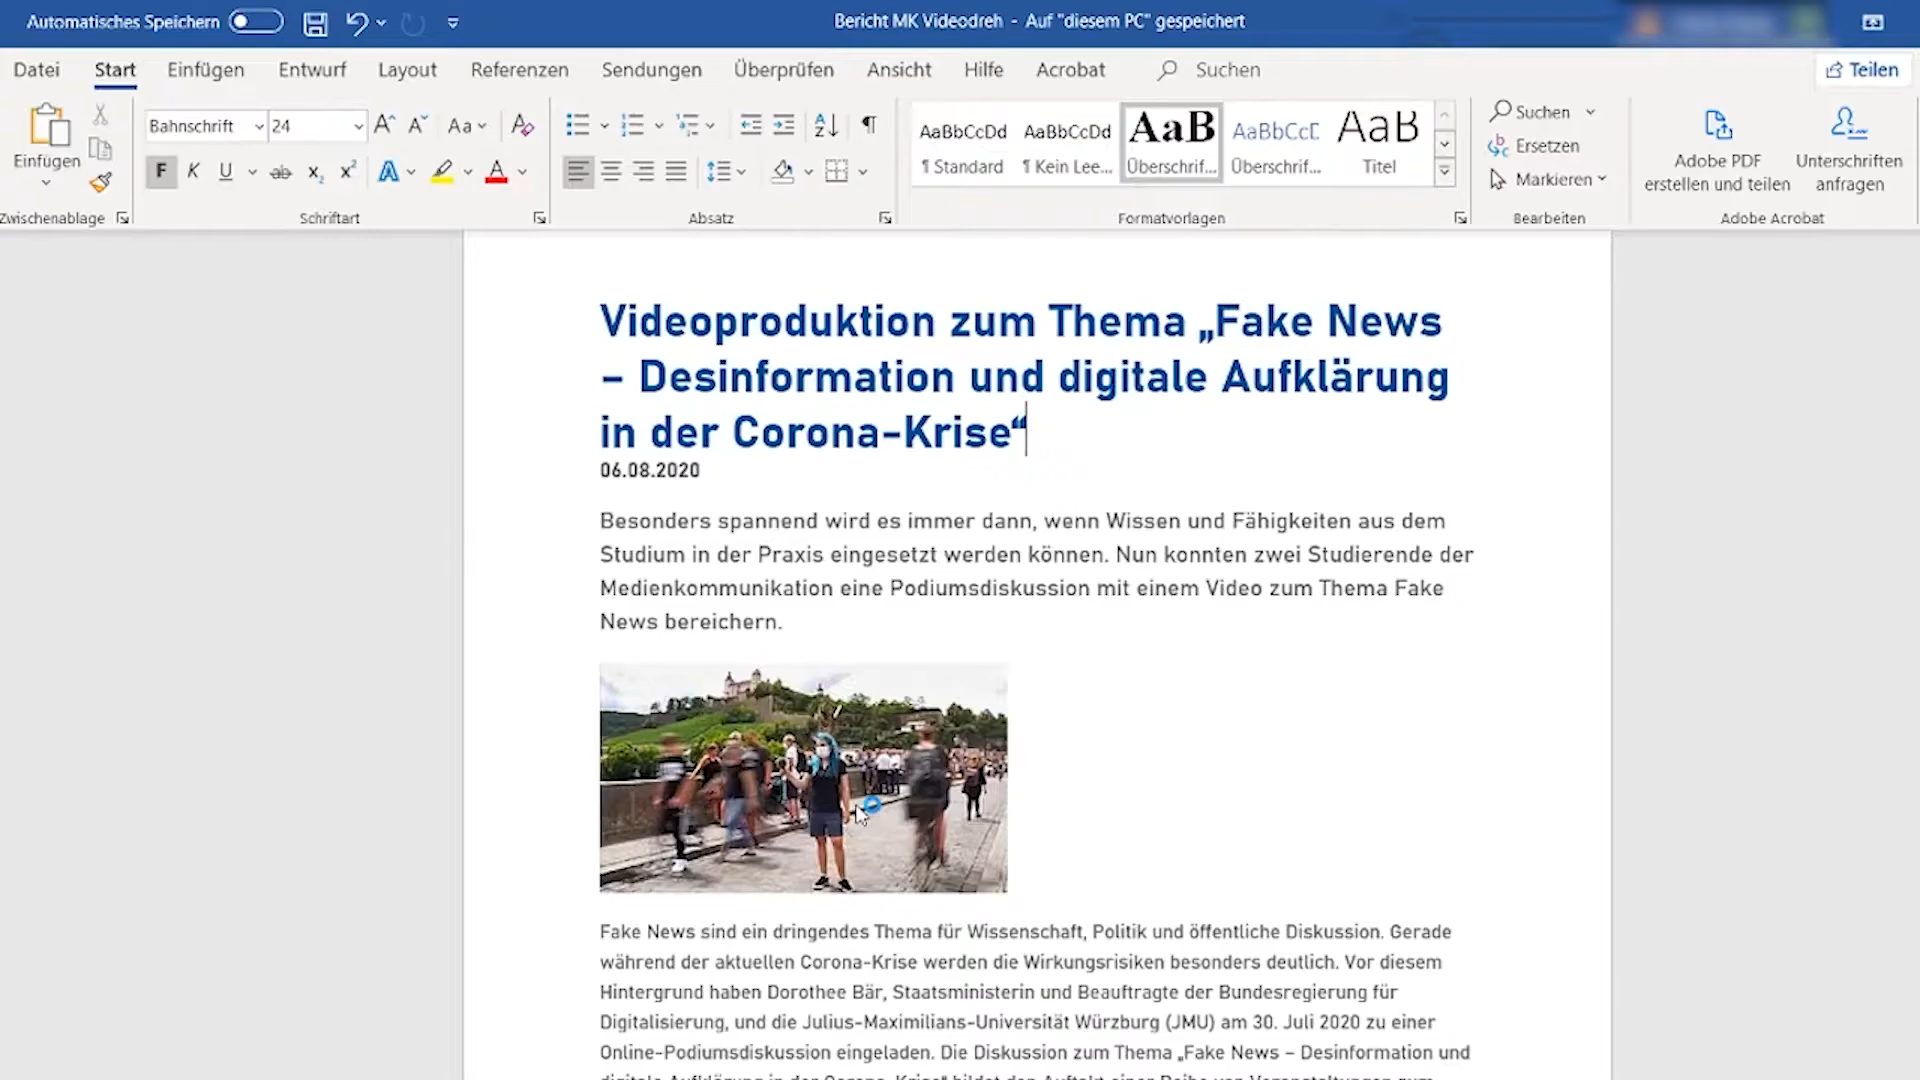 Automatisches Speichern
Bericht MK Videodreh - Auf "diesem PC" gespeichert
Datei Start Einfügen Entwurf Layout Referenzen Sendungen Überprüfen Ansicht Hilfe Acrobat Suchen Teilen
Einfügen
Zwischenablage
Bahnschrift 24 Aa
F K U ab x₂ x²
Schriftart
Absatz
AaBbCcDd AaBbCcDd AaB AaBbCcD AaB
¶ Standard ¶ Kein Lee... Überschrif... Überschrif... Titel
Formatvorlagen
Suchen
Ersetzen
Markieren
Bearbeiten
Adobe PDF
erstellen und teilen
Unterschriften
anfragen
Adobe Acrobat
Videoproduktion zum Thema „Fake News
– Desinformation und digitale Aufklärung
in der Corona-Krise“
06.08.2020
Besonders spannend wird es immer dann, wenn Wissen und Fähigkeiten aus dem
Studium in der Praxis eingesetzt werden können. Nun konnten zwei Studierende der
Medienkommunikation eine Podiumsdiskussion mit einem Video zum Thema Fake
News bereichern.
Fake News sind ein dringendes Thema für Wissenschaft, Politik und öffentliche Diskussion. Gerade
während der aktuellen Corona-Krise werden die Wirkungsrisiken besonders deutlich. Vor diesem
Hintergrund haben Dorothee Bär, Staatsministerin und Beauftragte der Bundesregierung für
Digitalisierung, und die Julius-Maximilians-Universität Würzburg (JMU) am 30. Juli 2020 zu einer
Online-Podiumsdiskussion eingeladen. Die Diskussion zum Thema „Fake News – Desinformation und